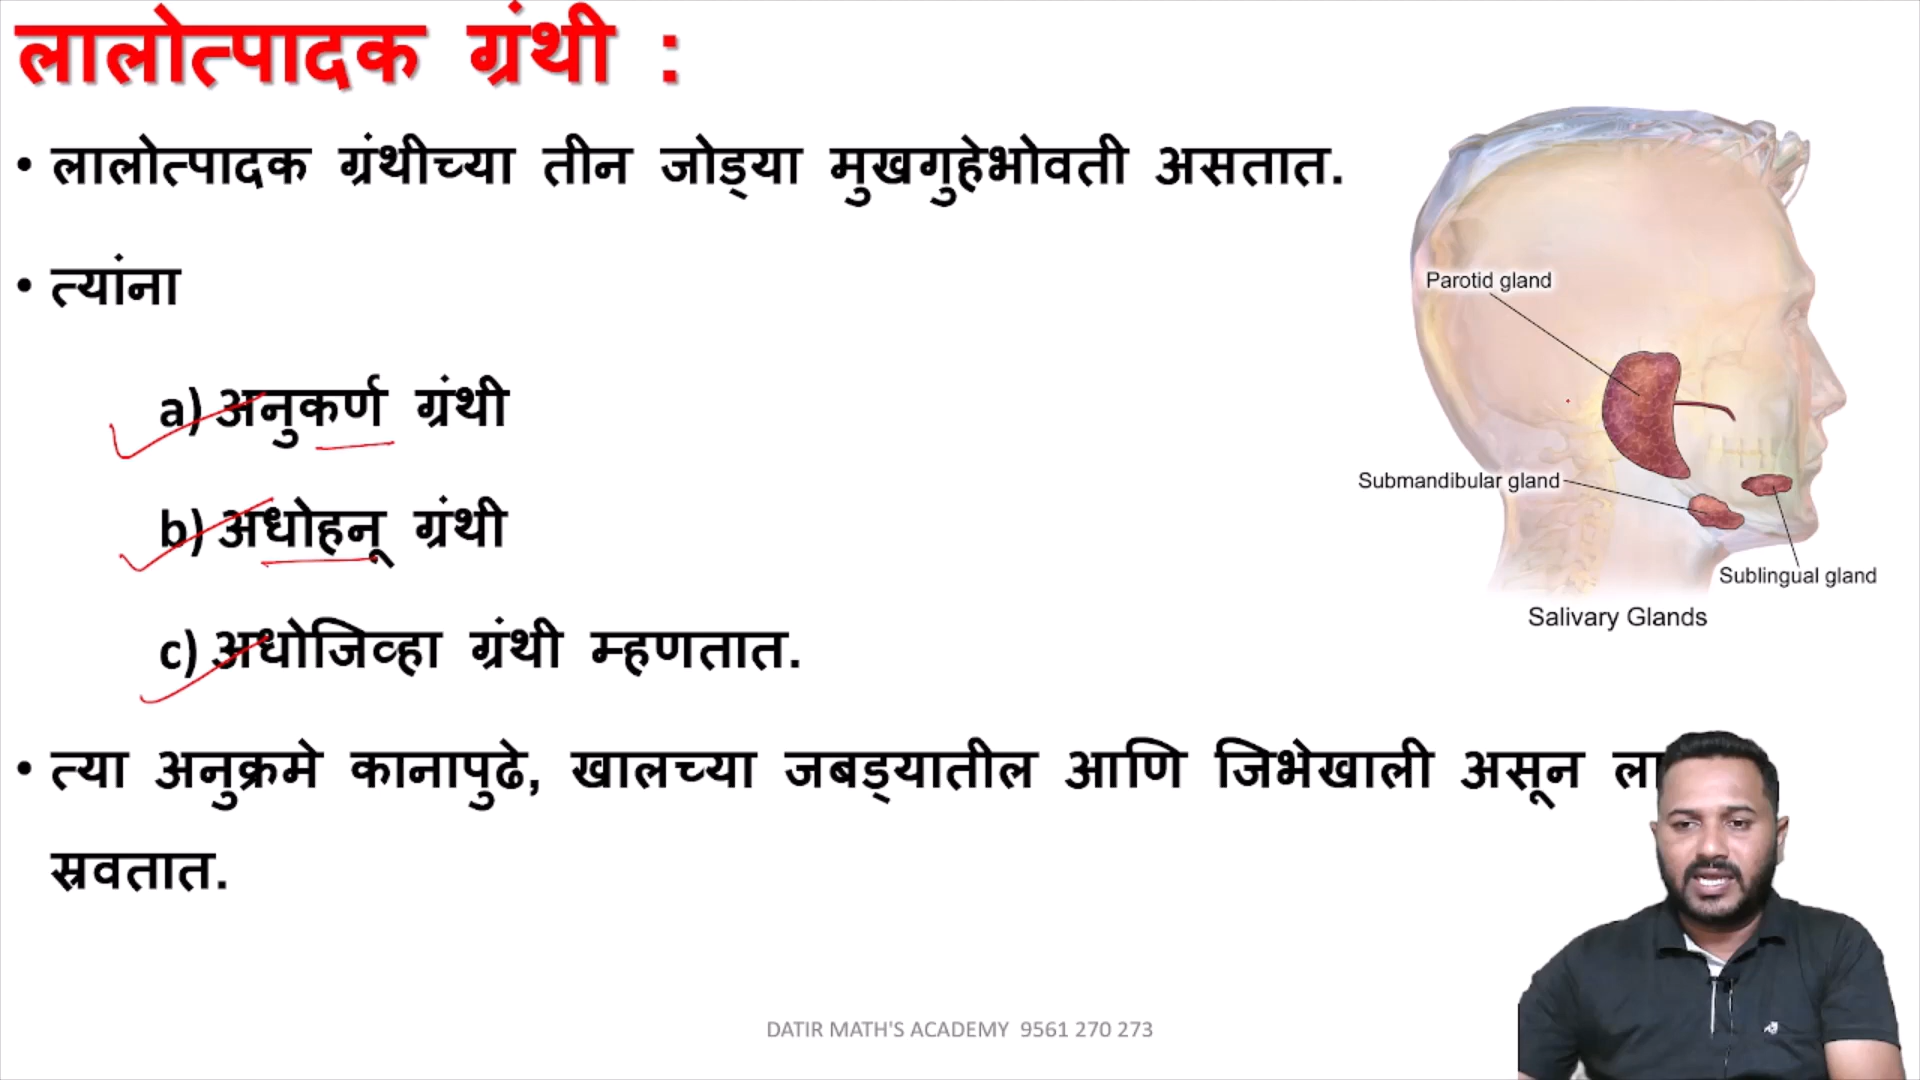 लालोत्पादक ग्रंथी :
• लालोत्पादक ग्रंथीच्या तीन जोड्या मुखगुहेभोवती असतात.
• त्यांना
a) अनुकर्ण ग्रंथी
b) अधोहनू ग्रंथी
c) अधोजिव्हा ग्रंथी म्हणतात.
• त्या अनुक्रमे कानापुढे, खालच्या जबड्यातील आणि जिभेखाली असून
स्रवतात.
Parotid gland
Submandibular gland
Sublingual gland
Salivary Glands
DATIR MATH'S ACADEMY 9561 270 273